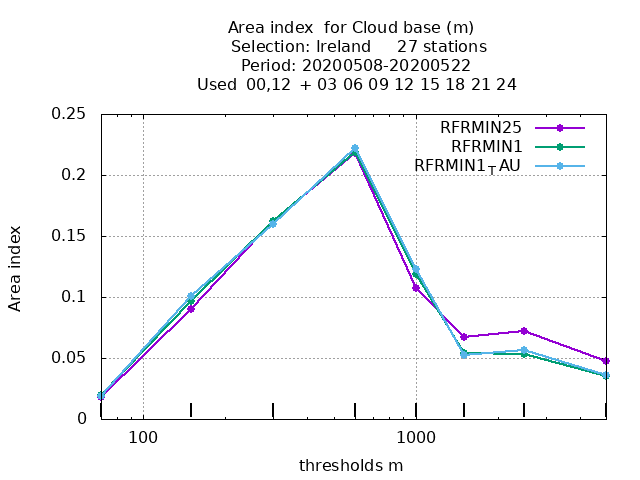 Area index  for Cloud base (m)
Selection: Ireland     27 stations
Period: 20200508-20200522
Used  00,12  + 03 06 09 12 15 18 21 24
0.25
RFRMIN25
RFRMIN1
RFRMIN1TAU
0.2
0.15
0.1
0.05
0
Area index
100
1000
thresholds m